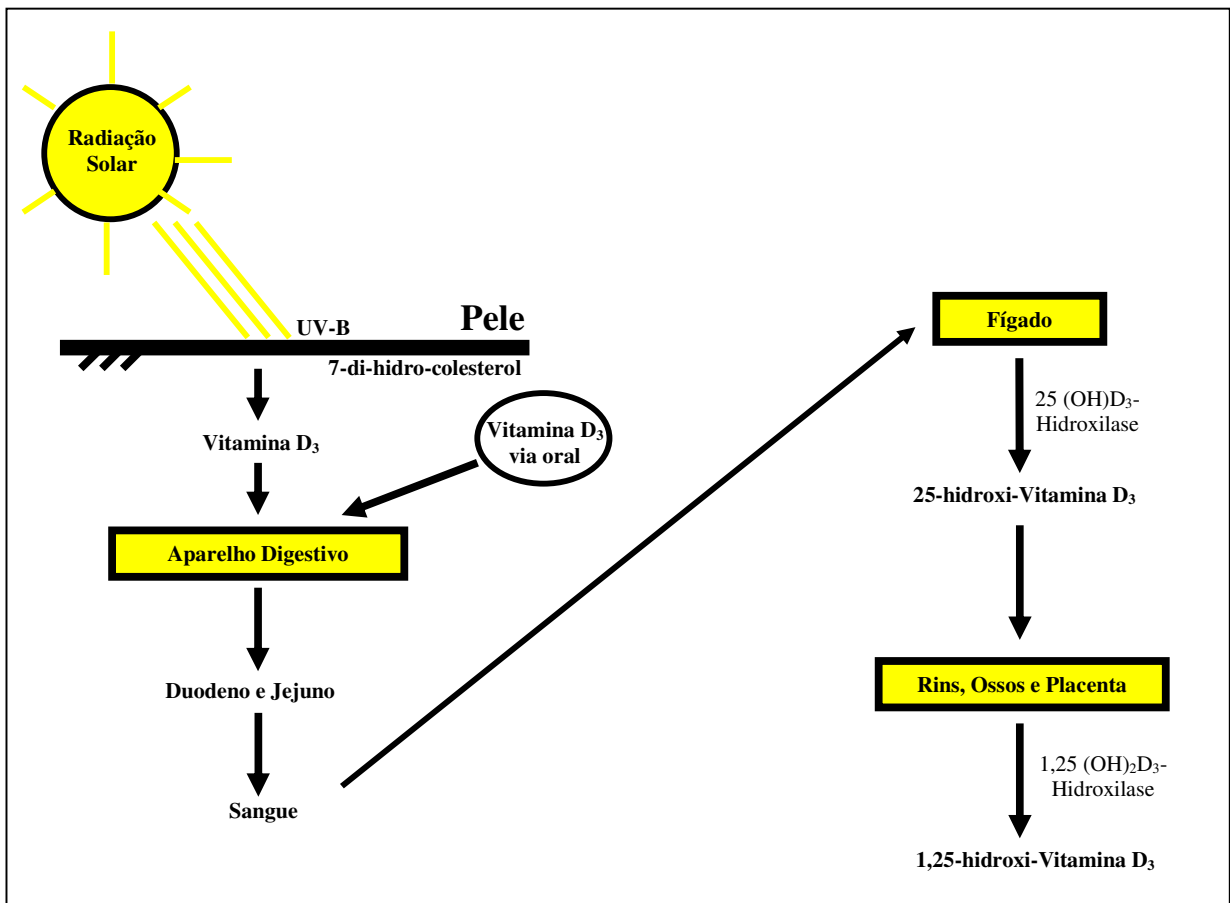 Radiação
Solar
UV-B
Pele
7-di-hidro-colesterol
Vitamina D₃
Vitamina D₃
via oral
Aparelho Digestivo
Duodeno e Jejuno
Sangue
Fígado
25 (OH)D₃-
Hidroxilase
25-hidroxi-Vitamina D₃
Rins, Ossos e Placenta
1,25 (OH)₂D₃-
Hidroxilase
1,25-hidroxi-Vitamina D₃